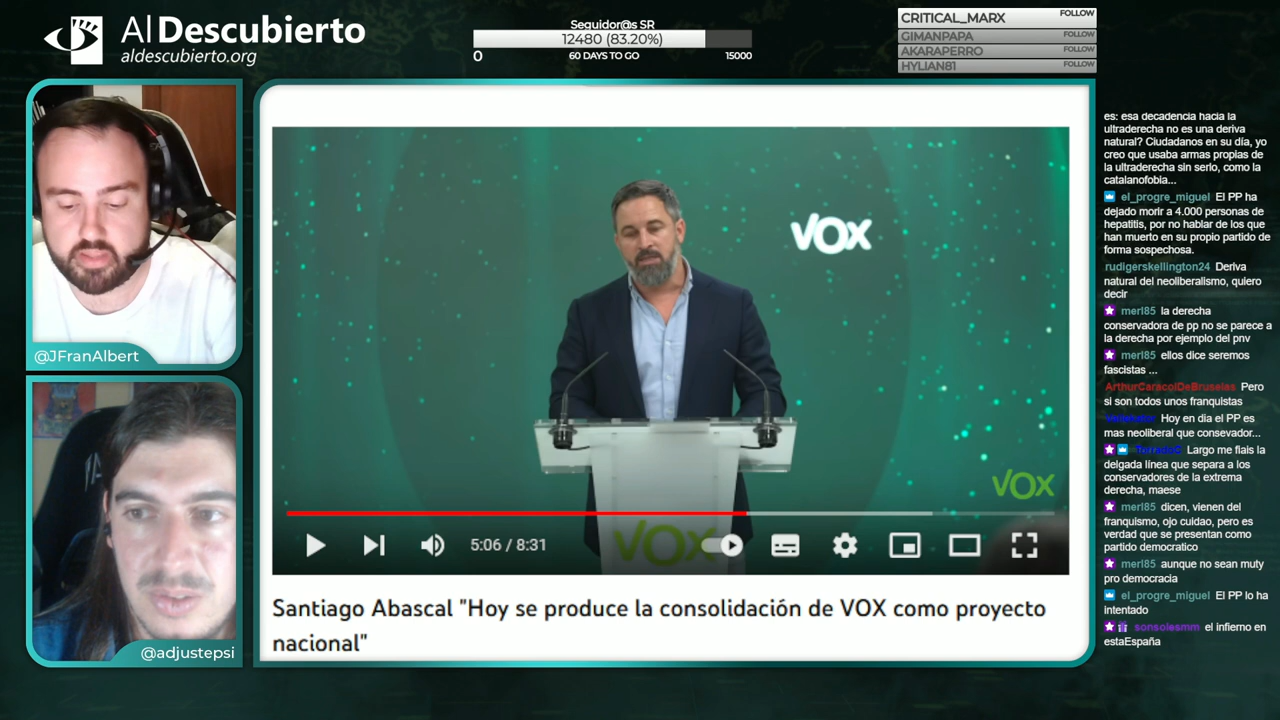 Al Descubierto
aldescubierto.org
Seguidor@s SR
12480 (83.20%)
0
60 DAYS TO GO
15000
CRITICAL_MARX FOLLOW
GIMANPAPA FOLLOW
AKARAPERRO FOLLOW
HYLIAN81 FOLLOW
@JFranAlbert
@adjustepsi
VOX
VOX
VOX
5:06 / 8:31
Santiago Abascal "Hoy se produce la consolidación de VOX como proyecto
nacional"
es: esa decadencia hacia la
ultraderecha no es una deriva
natural? Ciudadanos en su día, yo
creo que usaba armas propias de
la ultraderecha sin serlo, como la
catalanofobia...
el_progre_miguel El PP ha
dejado morir a 4.000 personas de
hepatitis, por no hablar de los que
han muerto en su propio partido de
forma sospechosa.
rudigerskellington24 Deriva
natural del neoliberalismo, quiero
decir
merl85 la derecha
conservadora de pp no se parece a
la derecha por ejemplo del pnv
merl85 ellos dice seremos
fascistas ...
ArthurCaracolDeBruselas Pero
si son todos unos franquistas
Hoy en dia el PP es
mas neoliberal que consevador...
Largo me fiais la
delgada línea que separa a los
conservadores de la extrema
derecha, maese
merl85 dicen, vienen del
franquismo, ojo cuidao, pero es
verdad que se presentan como
partido democratico
merl85 aunque no sean muty
pro democracia
el_progre_miguel El PP lo ha
intentado
sonsolesmm el infierno en
estaEspaña